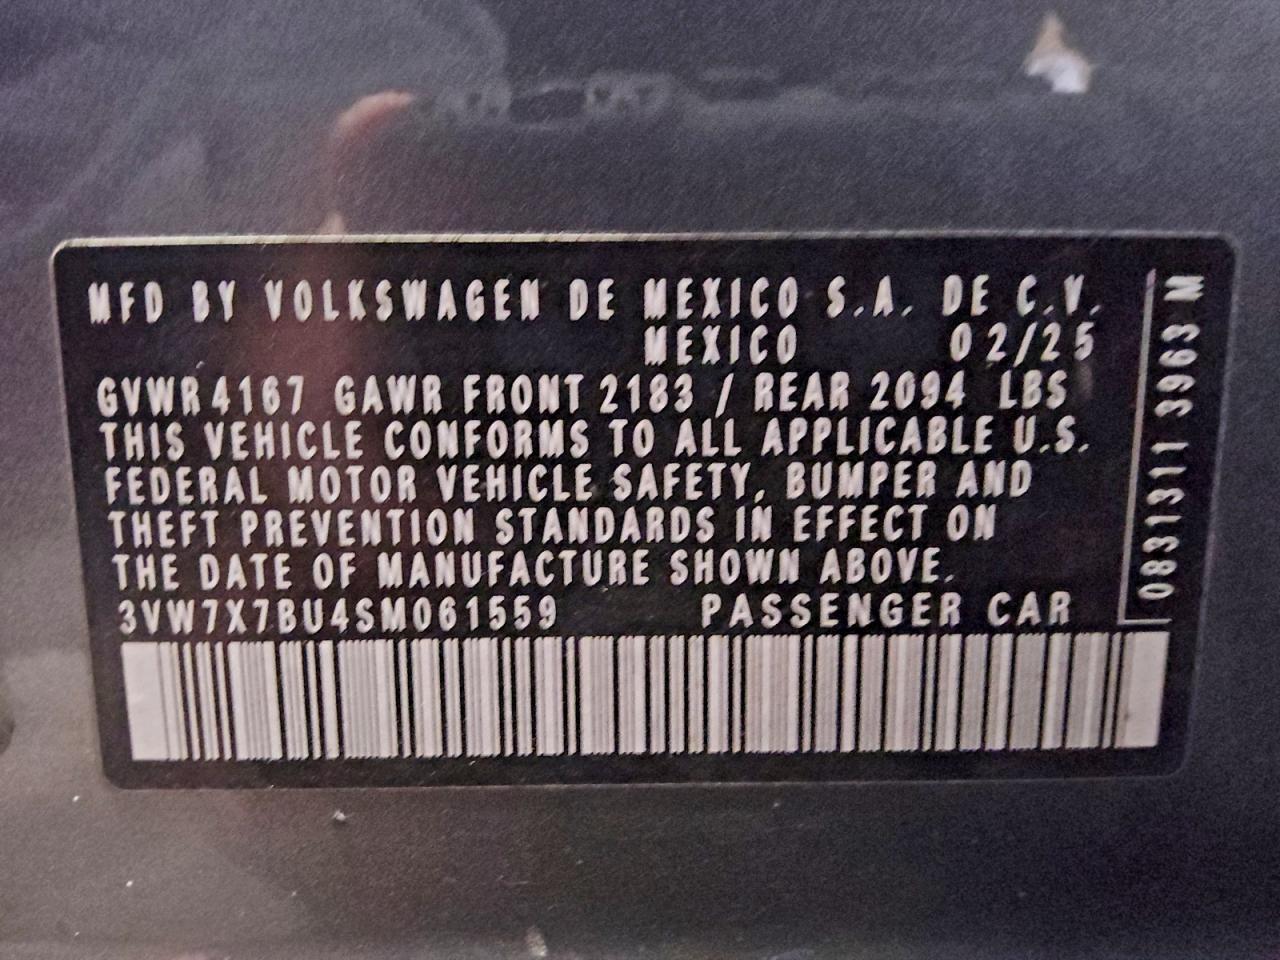 MFD BY VOLKSWAGEN DE MEXICO S.A. DE C.V.
MEXICO 02/25
GVWR 4167 GAWR FRONT 2183 / REAR 2094 LBS
THIS VEHICLE CONFORMS TO ALL APPLICABLE U.S.
FEDERAL MOTOR VEHICLE SAFETY, BUMPER AND
THEFT PREVENTION STANDARDS IN EFFECT ON
THE DATE OF MANUFACTURE SHOWN ABOVE.
3VW7X7BU4SM061559 PASSENGER CAR
0831311 3963 M